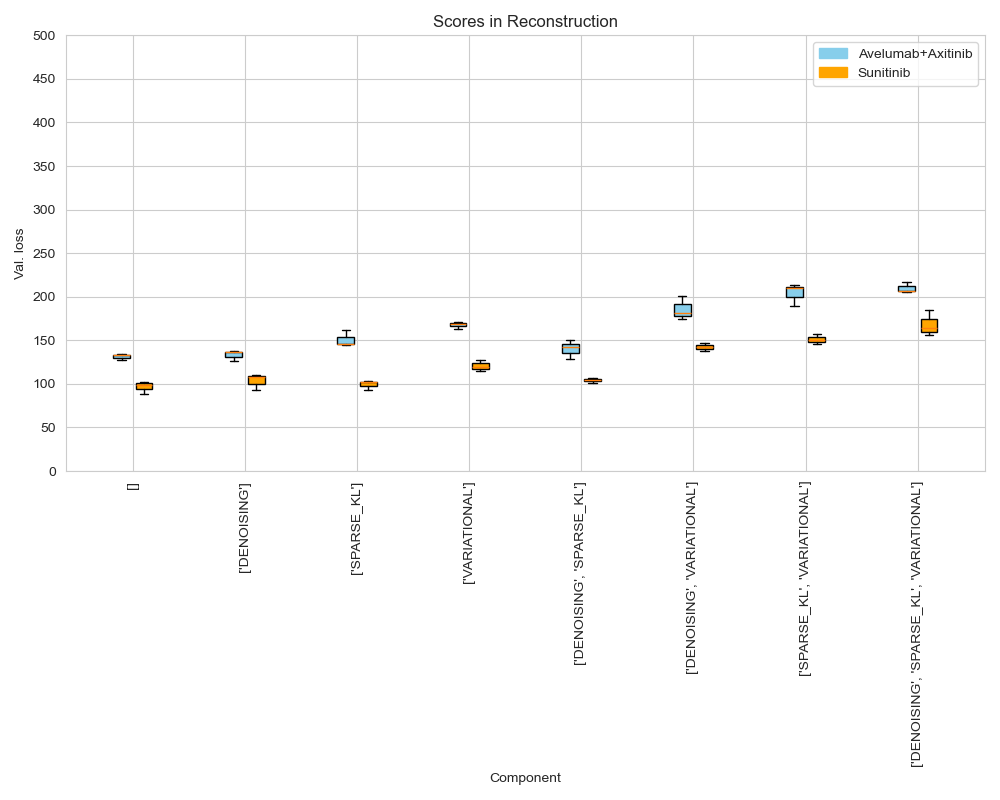 Scores in Reconstruction
Avelumab+Axitinib
Sunitinib
500
450
400
350
300
250
200
150
100
50
0
Val. loss
[]
['DENOISING']
['SPARSE_KL']
['VARIATIONAL']
['DENOISING', 'SPARSE_KL']
['DENOISING', 'VARIATIONAL']
['SPARSE_KL', 'VARIATIONAL']
['DENOISING', 'SPARSE_KL', 'VARIATIONAL']
Component